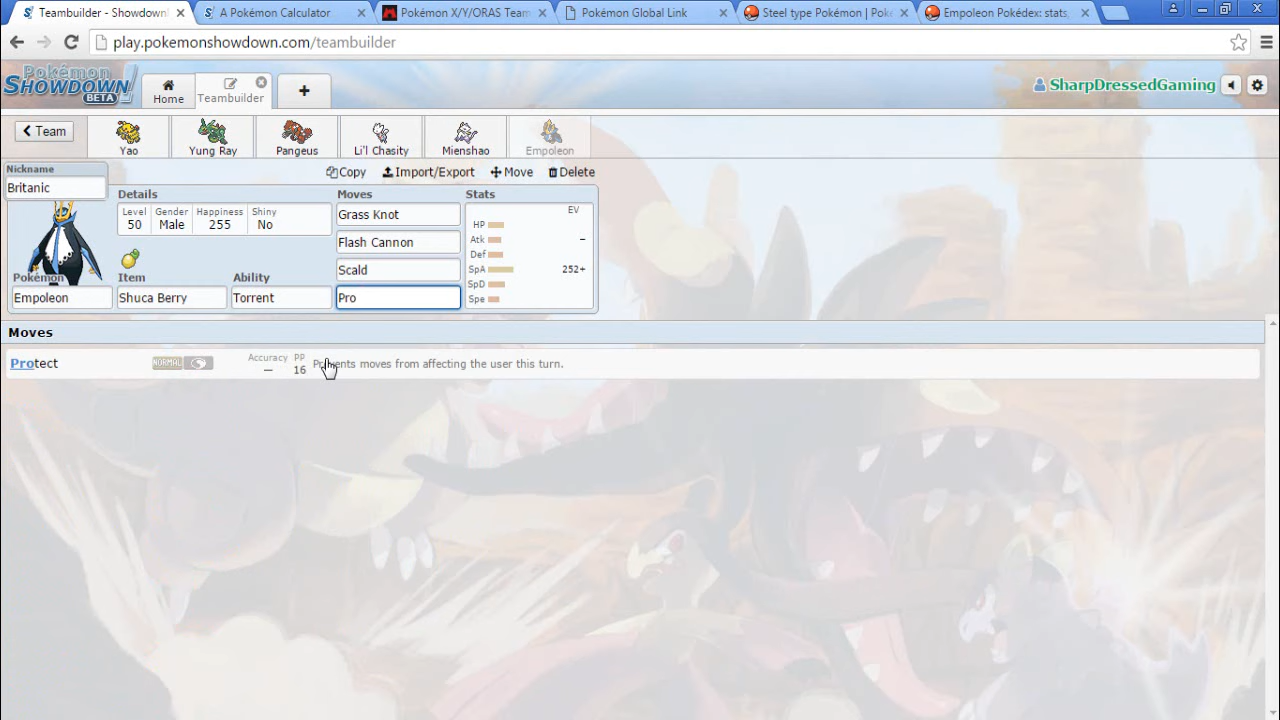 Teambuilder - Showdown!
A Pokémon Calculator
Pokémon X/Y/ORAS Team
Pokémon Global Link
Steel type Pokémon | Poké
Empoleon Pokédex: stats,
play.pokemonshowdown.com/teambuilder
Pokémon
SHOWDOWN!
BETA
Home
Teambuilder
+
SharpDressedGaming
Team
Yao
Yung Ray
Pangeus
Li'l Chasity
Mienshao
Empoleon
Copy
Import/Export
Move
Delete
Nickname
Britanic
Details
Moves
Stats
Level
Gender
Happiness
Shiny
50
Male
255
No
Grass Knot
Flash Cannon
Scald
Pro
EV
HP
Atk –
Def
SpA 252+
SpD
Spe
Pokémon
Item
Ability
Empoleon
Shuca Berry
Torrent
Moves
Protect
NORMAL
Accuracy
—
PP
16
Prevents moves from affecting the user this turn.